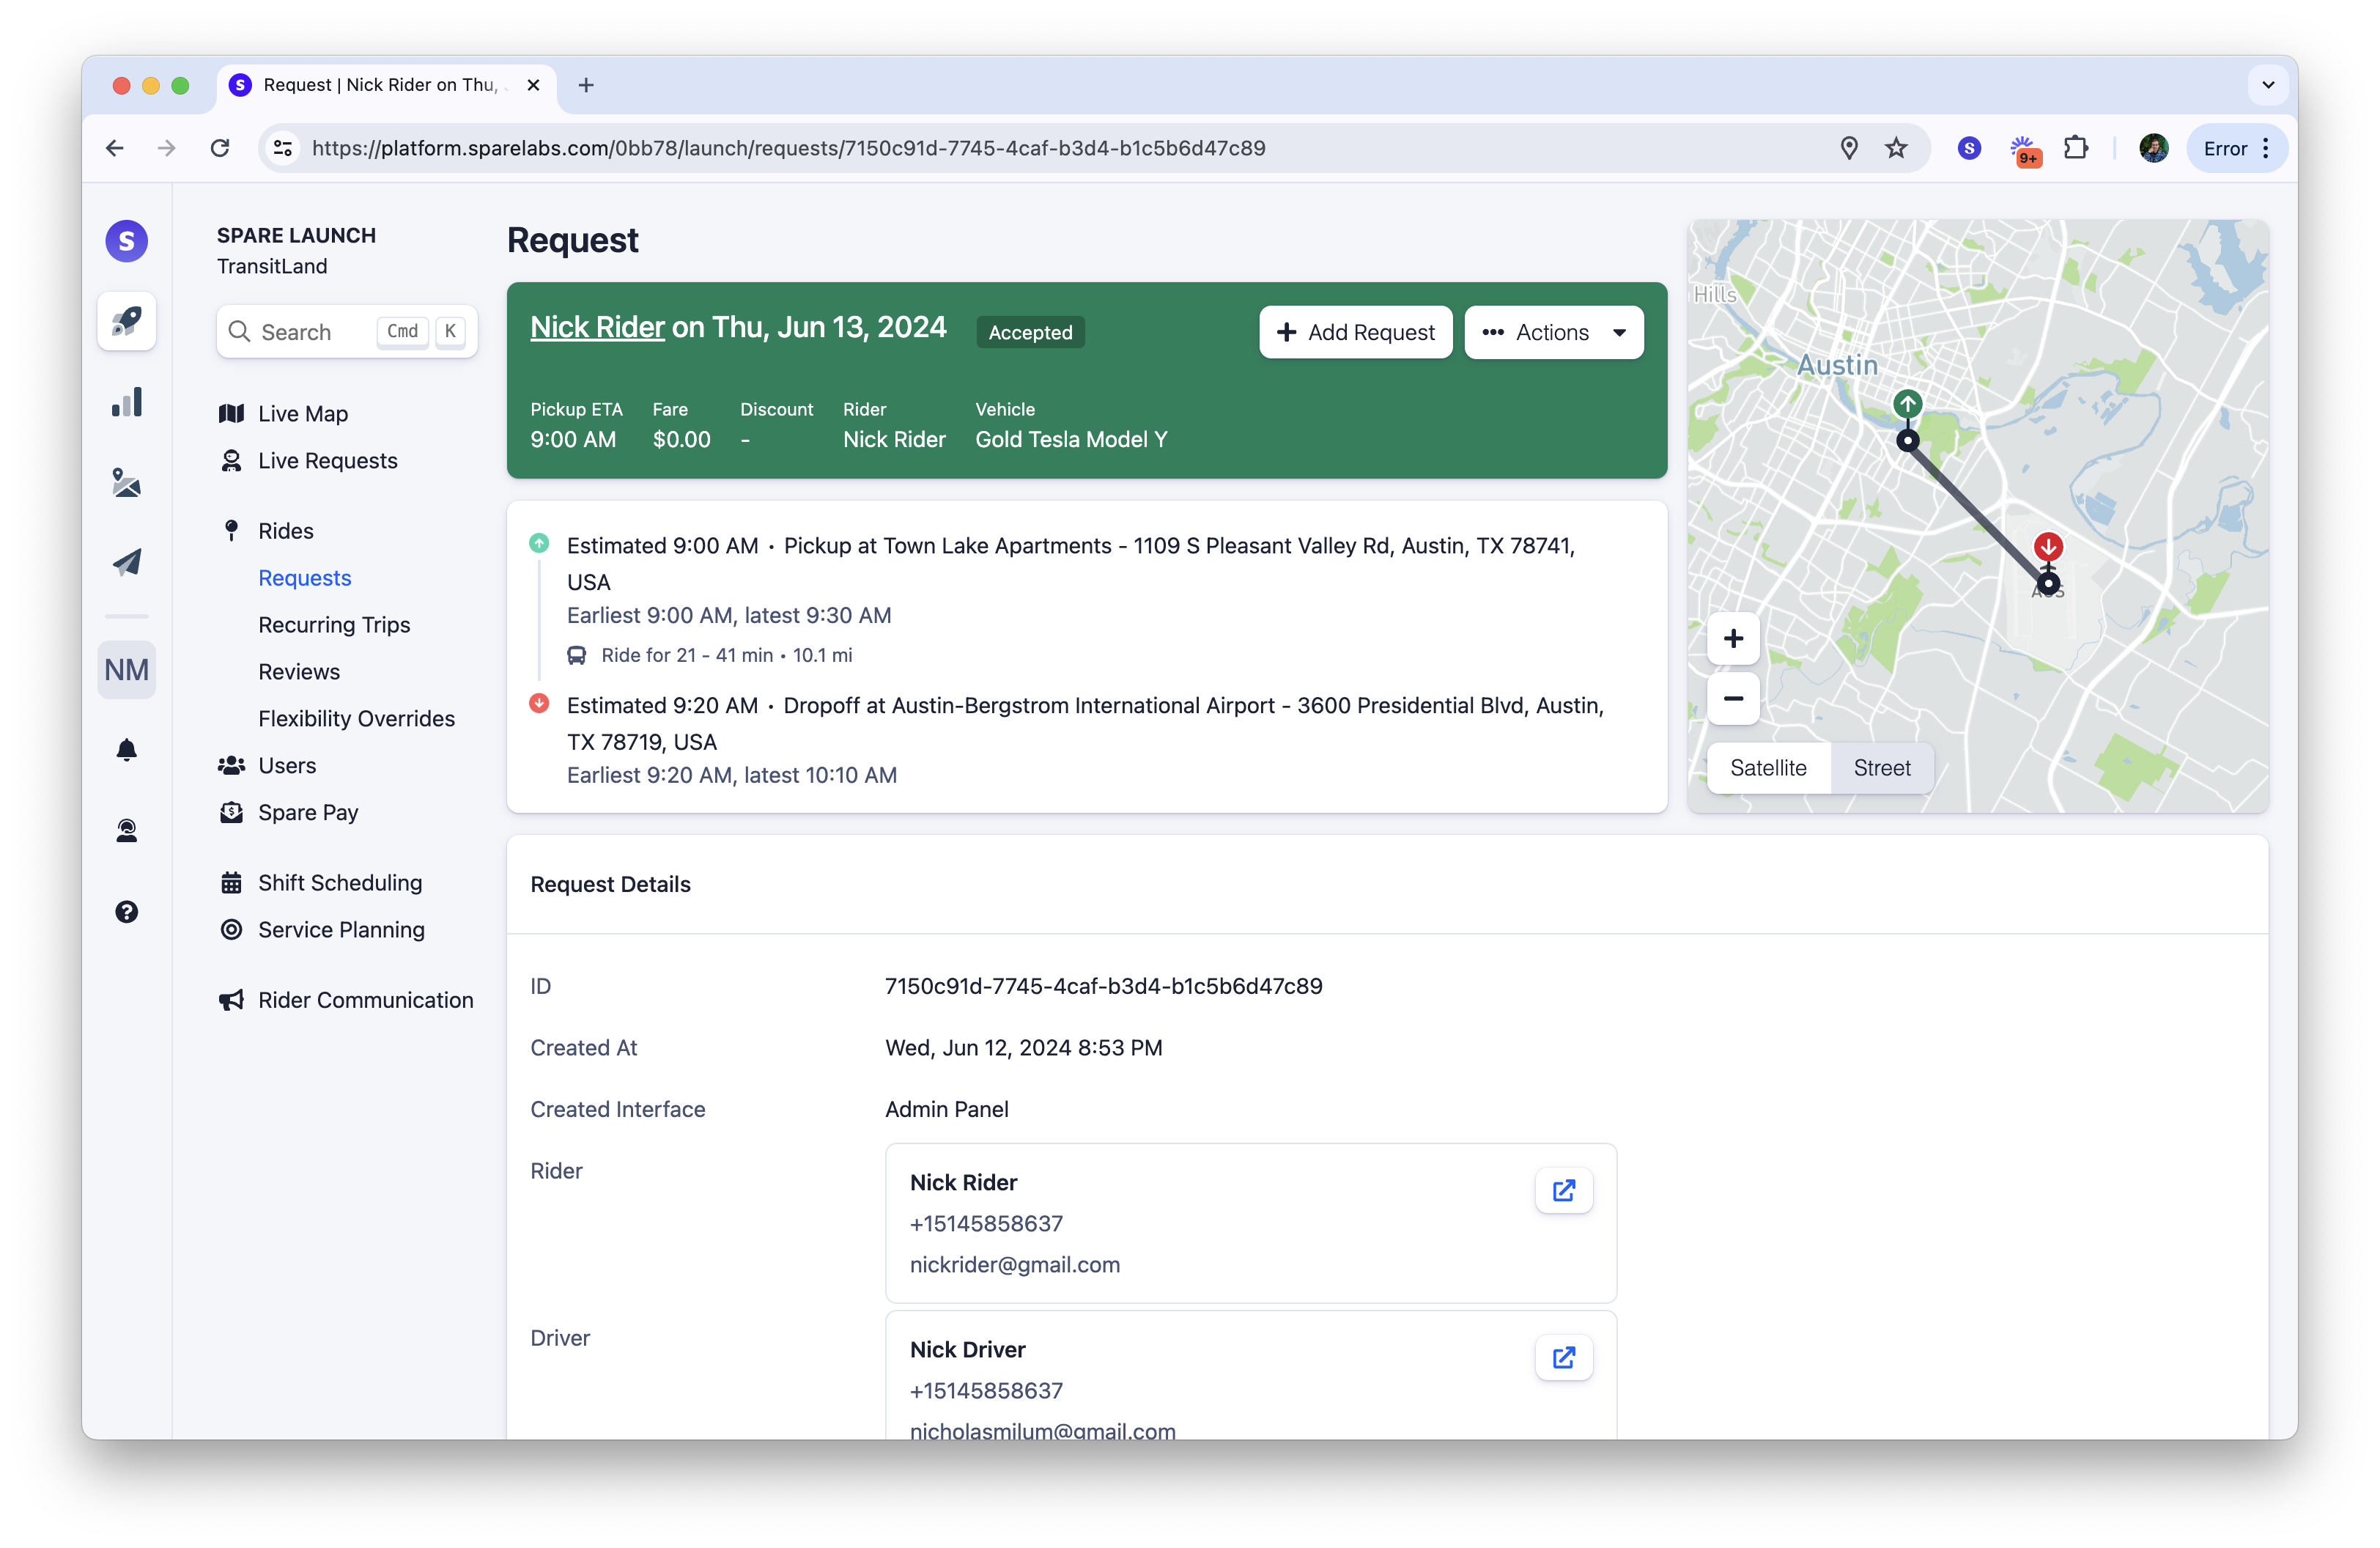 Request | Nick Rider on Thu,
https://platform.sparelabs.com/0bb78/launch/requests/7150c91d-7745-4caf-b3d4-b1c5b6d47c89
S
9+
Error
S
NM
SPARE LAUNCH
TransitLand
Search Cmd K
Live Map
Live Requests
Rides
Requests
Recurring Trips
Reviews
Flexibility Overrides
Users
Spare Pay
Shift Scheduling
Service Planning
Rider Communication
Request
Nick Rider on Thu, Jun 13, 2024 Accepted
+ Add Request
••• Actions
Pickup ETA Fare Discount Rider Vehicle
9:00 AM $0.00 - Nick Rider Gold Tesla Model Y
Estimated 9:00 AM • Pickup at Town Lake Apartments - 1109 S Pleasant Valley Rd, Austin, TX 78741,
USA
Earliest 9:00 AM, latest 9:30 AM
Ride for 21 - 41 min • 10.1 mi
Estimated 9:20 AM • Dropoff at Austin-Bergstrom International Airport - 3600 Presidential Blvd, Austin,
TX 78719, USA
Earliest 9:20 AM, latest 10:10 AM
Hills
Austin
AUS
Satellite Street
Request Details
ID 7150c91d-7745-4caf-b3d4-b1c5b6d47c89
Created At Wed, Jun 12, 2024 8:53 PM
Created Interface Admin Panel
Rider
Nick Rider
+15145858637
nickrider@gmail.com
Driver
Nick Driver
+15145858637
nicholasmilum@gmail.com